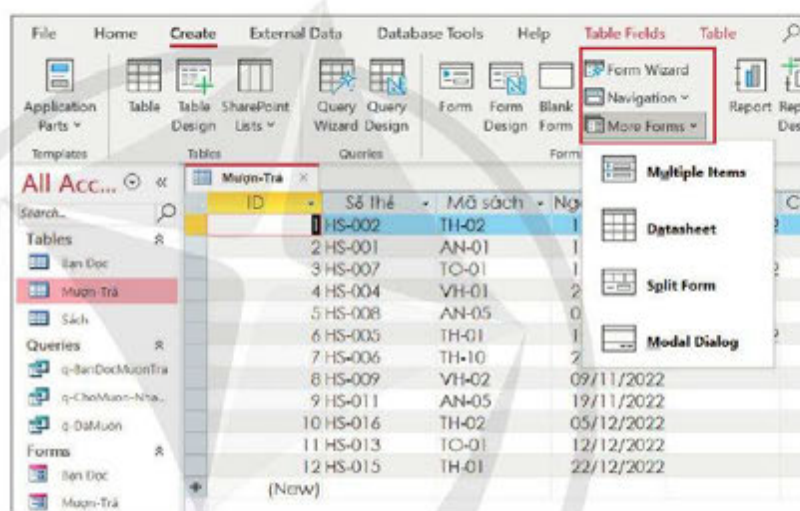 File Home Create External Data Database Tools Help Table Fields Table
Application Parts
Table
Table Design
SharePoint Lists
Query Wizard
Query Design
Form
Form Design
Blank Form
Form Wizard
Navigation
More Forms
Report
Templates Tables Queries Form
Multiple Items
Datasheet
Split Form
Modal Dialog
All Acc...
Search...
Tables
Bạn Đọc
Mượn-Trả
Sách
Queries
q-BanDocMuonTra
q-ChoMuon-Nha...
q-DaMuon
Forms
Bạn Đọc
Mượn-Trả
Mượn-Trả
ID Số thẻ Mã sách
1 HS-002 TH-02
2 HS-001 AN-01
3 HS-007 TO-01
4 HS-004 VH-01
5 HS-008 AN-05
6 HS-005 TH-01
7 HS-006 TH-10
8 HS-009 VH-02 09/11/2022
9 HS-011 AN-05 19/11/2022
10 HS-016 TH-02 05/12/2022
11 HS-013 TO-01 12/12/2022
12 HS-015 TH-01 22/12/2022
(New)